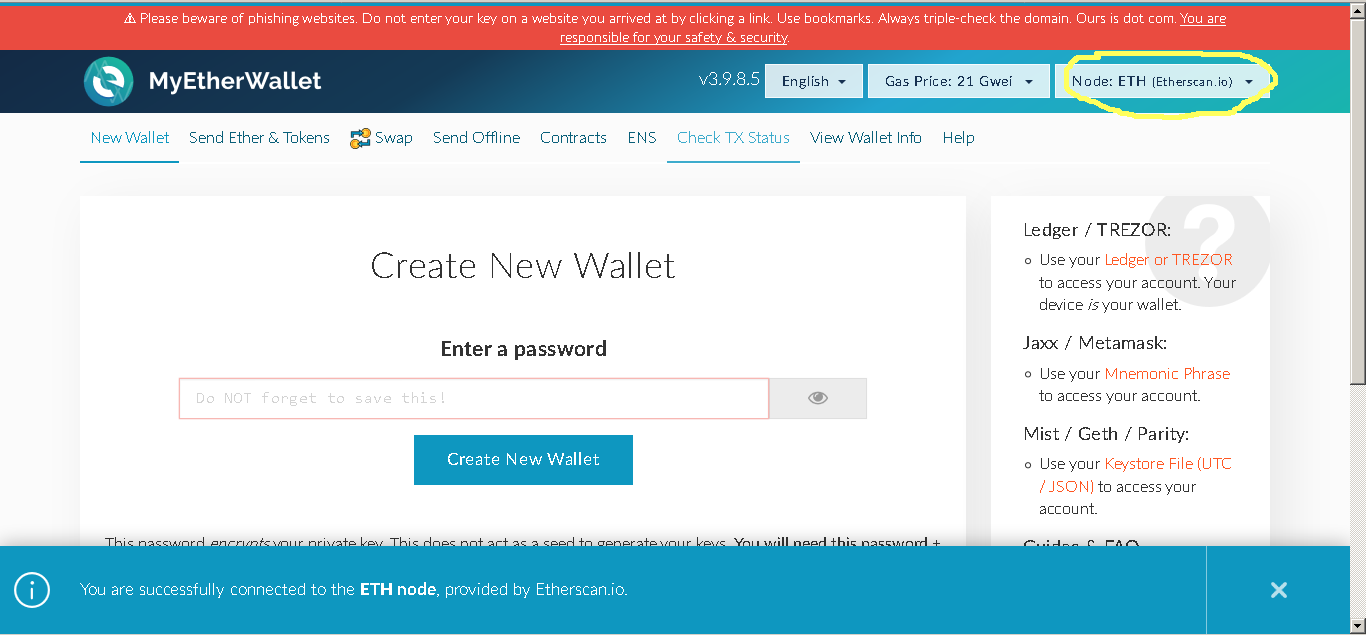 ⚠ Please beware of phishing websites. Do not enter your key on a website you arrived at by clicking a link. Use bookmarks. Always triple-check the domain. Ours is dot com. You are
responsible for your safety & security.
MyEtherWallet
v3.9.8.5
English
Gas Price: 21 Gwei
Node: ETH (Etherscan.io)
New Wallet
Send Ether & Tokens
Swap
Send Offline
Contracts
ENS
Check TX Status
View Wallet Info
Help
Create New Wallet
Enter a password
Do NOT forget to save this!
Create New Wallet
This password encrypts your private key. This does not act as a seed to generate your keys. You will need this password +
Ledger / TREZOR:
Use your Ledger or TREZOR
to access your account. Your
device is your wallet.
Jaxx / Metamask:
Use your Mnemonic Phrase
to access your account.
Mist / Geth / Parity:
Use your Keystore File (UTC
/ JSON) to access your
account.
Guides & FAQ
You are successfully connected to the ETH node, provided by Etherscan.io.